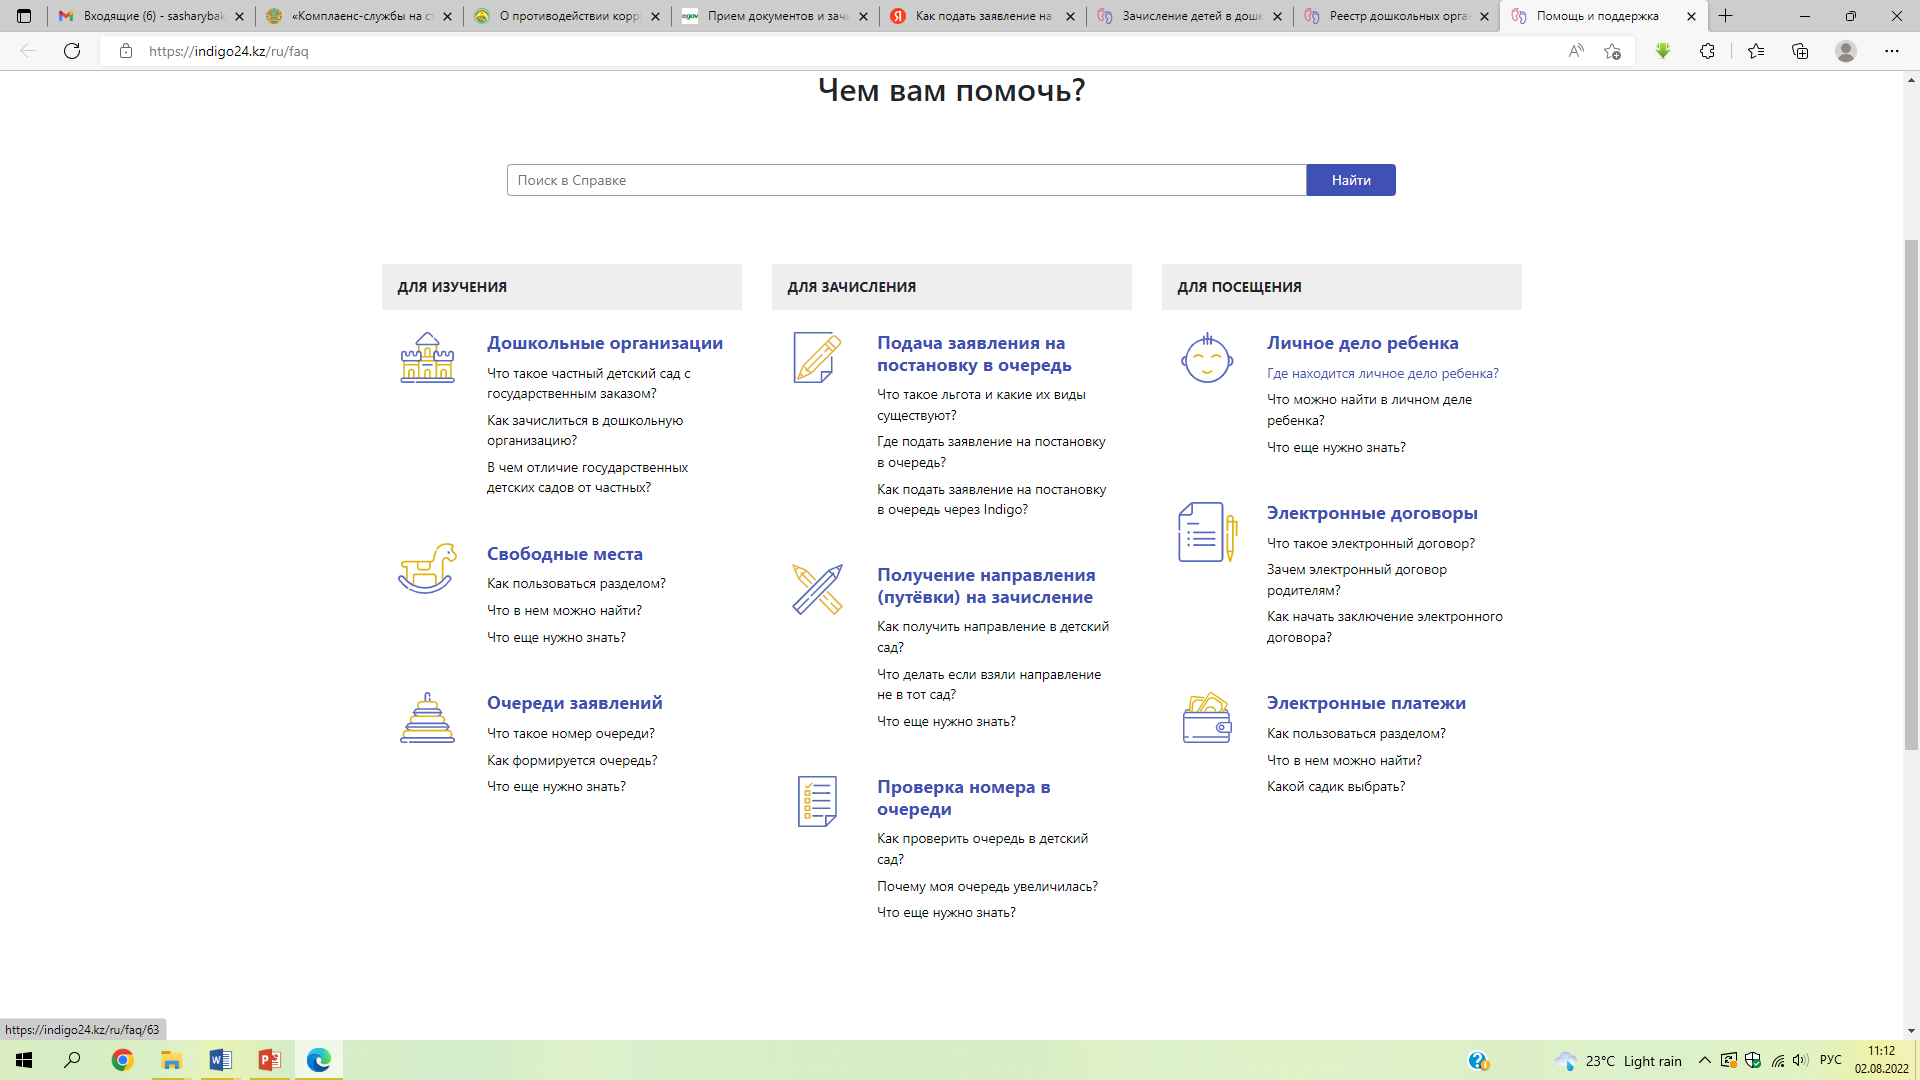 Входящие (6) - sasharybak
«Комплаенс-службы на ст
О противодействии корру
egov
Прием документов и зачи
Я
Как подать заявление на
Зачисление детей в дошк
Реестр дошкольных орга
Помощь и поддержка
https://indigo24.kz/ru/faq
Чем вам помочь?
Поиск в Справке
Найти
ДЛЯ ИЗУЧЕНИЯ
Дошкольные организации
Что такое частный детский сад с
государственным заказом?
Как зачислиться в дошкольную
организацию?
В чем отличие государственных
детских садов от частных?
Свободные места
Как пользоваться разделом?
Что в нем можно найти?
Что еще нужно знать?
Очереди заявлений
Что такое номер очереди?
Как формируется очередь?
Что еще нужно знать?
ДЛЯ ЗАЧИСЛЕНИЯ
Подача заявления на
постановку в очередь
Что такое льгота и какие их виды
существуют?
Где подать заявление на постановку
в очередь?
Как подать заявление на постановку
в очередь через Indigo?
Получение направления
(путёвки) на зачисление
Как получить направление в детский
сад?
Что делать если взяли направление
не в тот сад?
Что еще нужно знать?
Проверка номера в
очереди
Как проверить очередь в детский
сад?
Почему моя очередь увеличилась?
Что еще нужно знать?
ДЛЯ ПОСЕЩЕНИЯ
Личное дело ребенка
Где находится личное дело ребенка?
Что можно найти в личном деле
ребенка?
Что еще нужно знать?
Электронные договоры
Что такое электронный договор?
Зачем электронный договор
родителям?
Как начать заключение электронного
договора?
Электронные платежи
Как пользоваться разделом?
Что в нем можно найти?
Какой садик выбрать?
https://indigo24.kz/ru/faq/63
23°C Light rain
РУС
11:12
02.08.2022